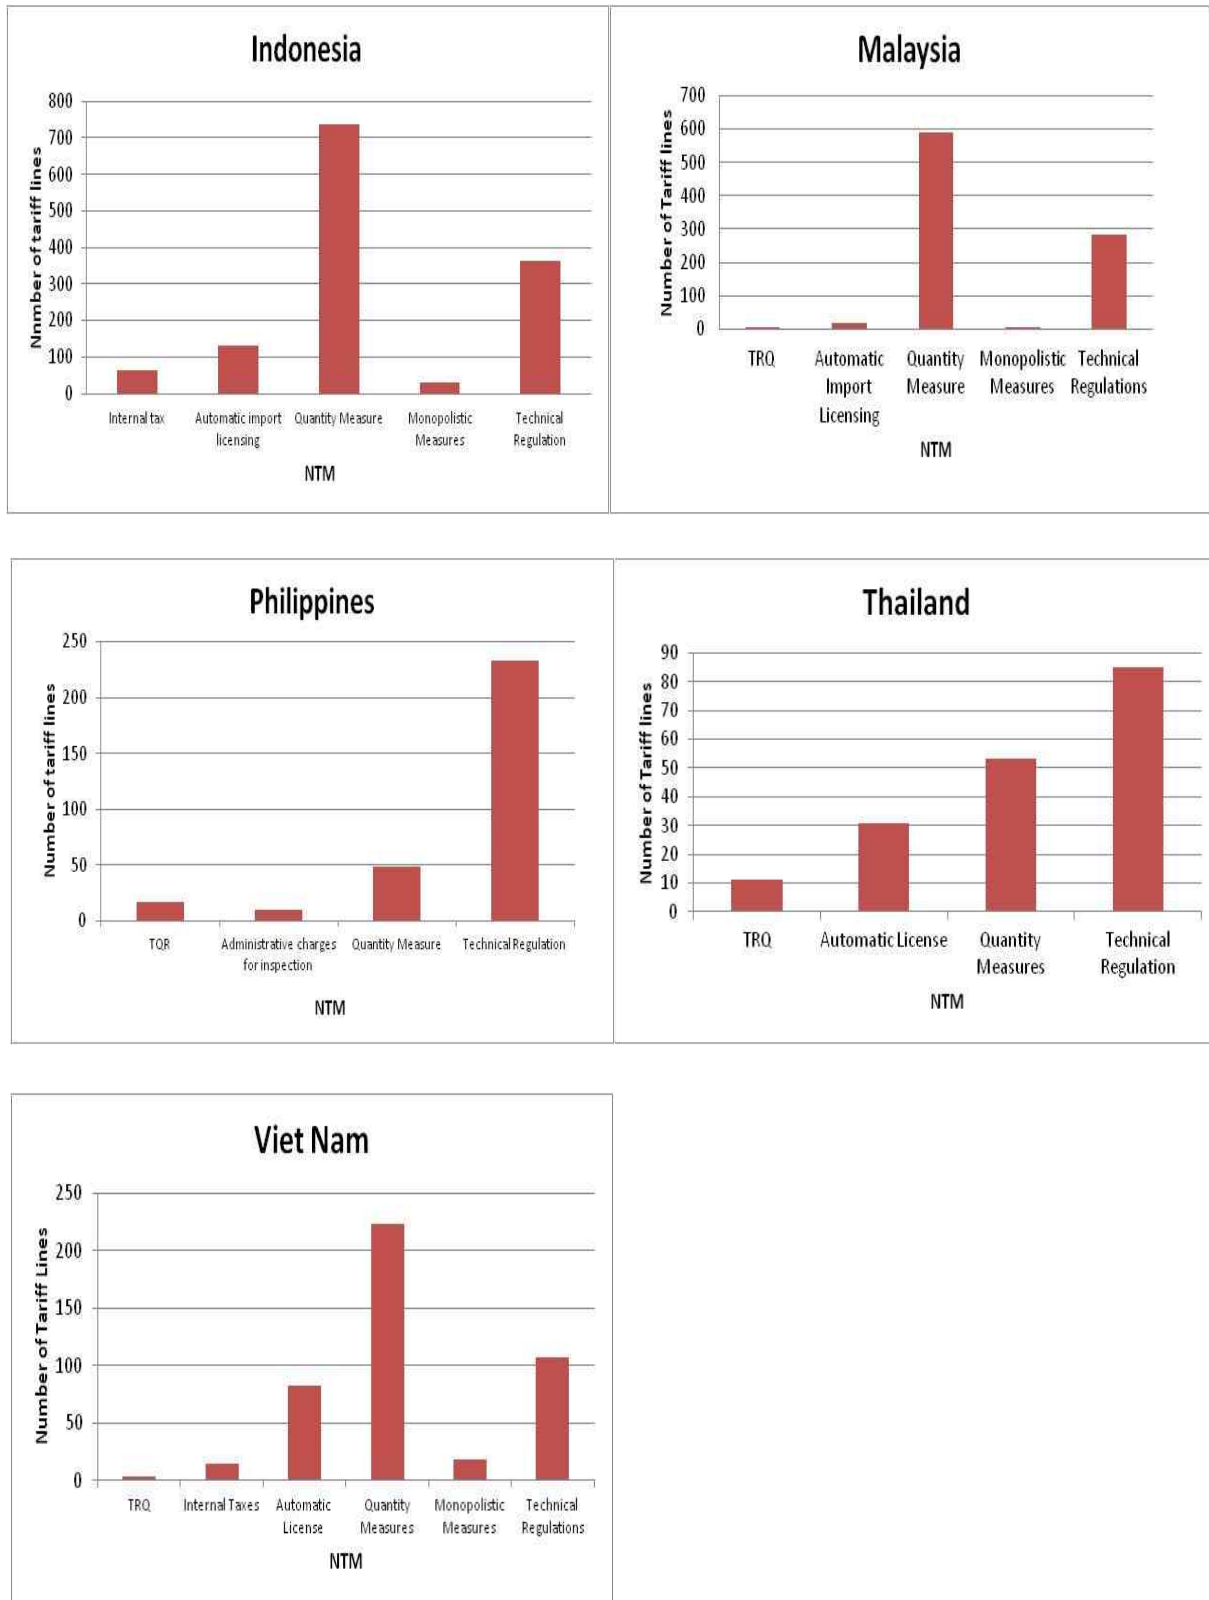 Indonesia
Nnmber of tariff lines
800
700
600
500
400
300
200
100
0
Internal tax
Automatic import
licensing
Quantity Measure
Monopolistic
Measures
Technical
Regulation
NTM
Malaysia
Number of Tariff lines
700
600
500
400
300
200
100
0
TRQ
Automatic
Import
Licensing
Quantity
Measure
Monopolistic
Measures
Technical
Regulations
NTM
Philippines
Number of tariff lines
250
200
150
100
50
0
TQR
Administrative charges
for inspection
Quantity Measure
Technical Regulation
NTM
Thailand
Number of Tariff lines
90
80
70
60
50
40
30
20
10
0
TRQ
Automatic License
Quantity
Measures
Technical
Regulation
NTM
Viet Nam
Number of Tariff Lines
250
200
150
100
50
0
TRQ
Internal Taxes
Automatic
License
Quantity
Measures
Monopolistic
Measures
Technical
Regulations
NTM